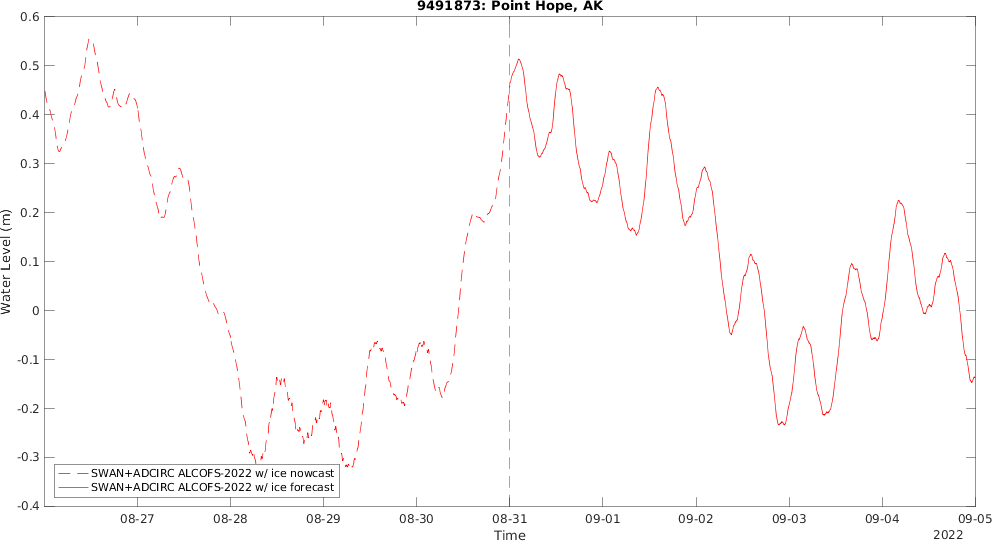 9491873: Point Hope, AK
0.6
0.5
0.4
0.3
0.2
0.1
0
-0.1
-0.2
-0.3
-0.4
Water Level (m)
SWAN+ADCIRC ALCOFS-2022 w/ ice nowcast
SWAN+ADCIRC ALCOFS-2022 w/ ice forecast
08-27 08-28 08-29 08-30 08-31 09-01 09-02 09-03 09-04 09-05
Time
2022